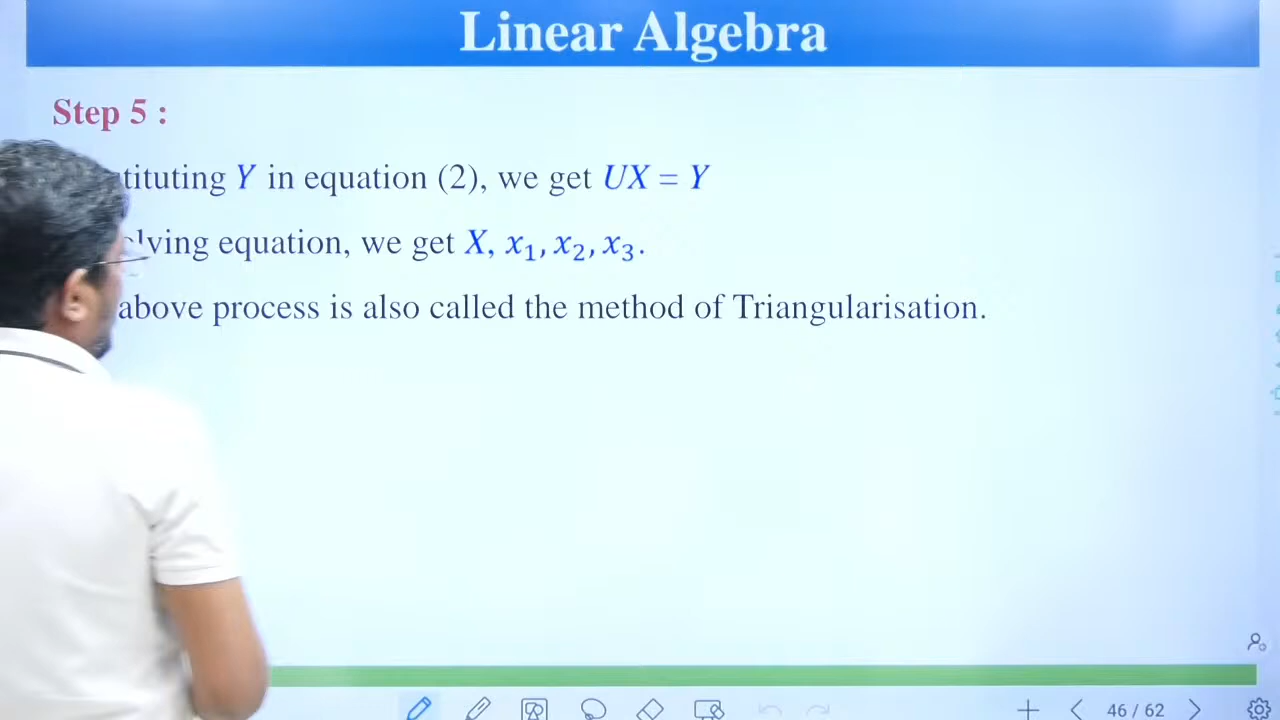 Linear Algebra
Step 5 :
tituting Y in equation (2), we get UX = Y
lving equation, we get X, x₁, x₂, x₃.
above process is also called the method of Triangularisation.
46 / 62